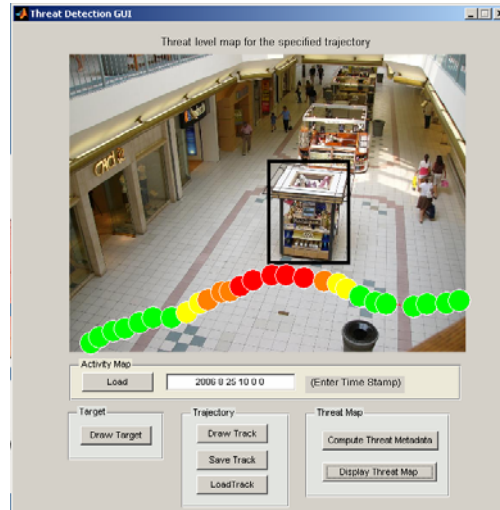 Threat Detection GUI
Threat level map for the specified trajectory
Activity Map
Load
2006 8 25 10 0 0
(Enter Time Stamp)
Target
Draw Target
Trajectory
Draw Track
Save Track
LoadTrack
Threat Map
Compute Threat Metadata
Display Threat Map